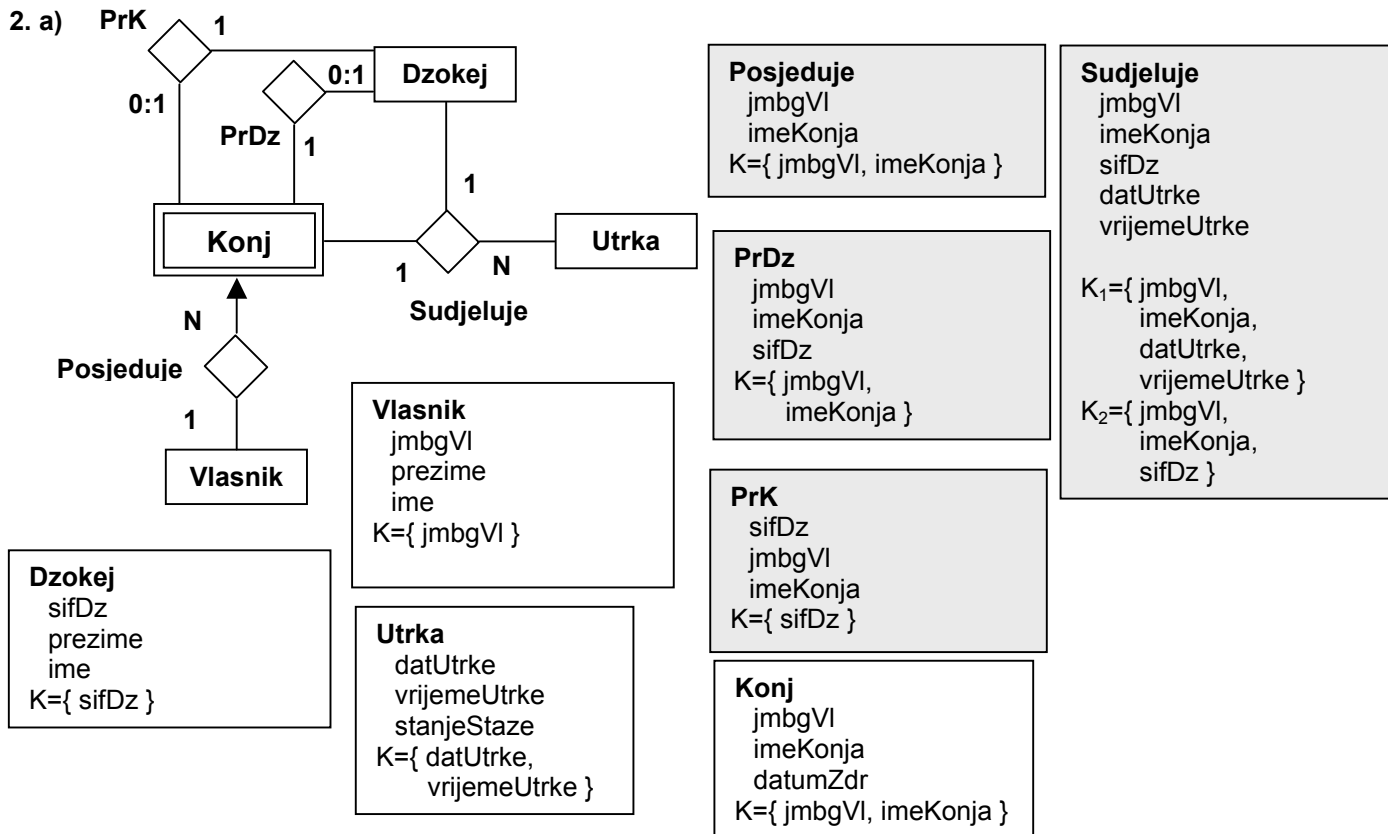 2. a)
PrK
1
0:1
Dzokej
0:1
PrDz
1
1
Konj
1
N
Utrka
Sudjeluje
N
Posjeduje
1
Vlasnik
Dzokej
sifDz
prezime
ime
K={ sifDz }
Vlasnik
jmbgVl
prezime
ime
K={ jmbgVl }
Utrka
datUtrke
vrijemeUtrke
stanjeStaze
K={ datUtrke,
vrijemeUtrke }
Posjeduje
jmbgVl
imeKonja
K={ jmbgVl, imeKonja }
PrDz
jmbgVl
imeKonja
sifDz
K={ jmbgVl,
imeKonja }
PrK
sifDz
jmbgVl
imeKonja
K={ sifDz }
Konj
jmbgVl
imeKonja
datumZdr
K={ jmbgVl, imeKonja }
Sudjeluje
jmbgVl
imeKonja
sifDz
datUtrke
vrijemeUtrke
K₁={ jmbgVl,
imeKonja,
datUtrke,
vrijemeUtrke }
K₂={ jmbgVl,
imeKonja,
sifDz }